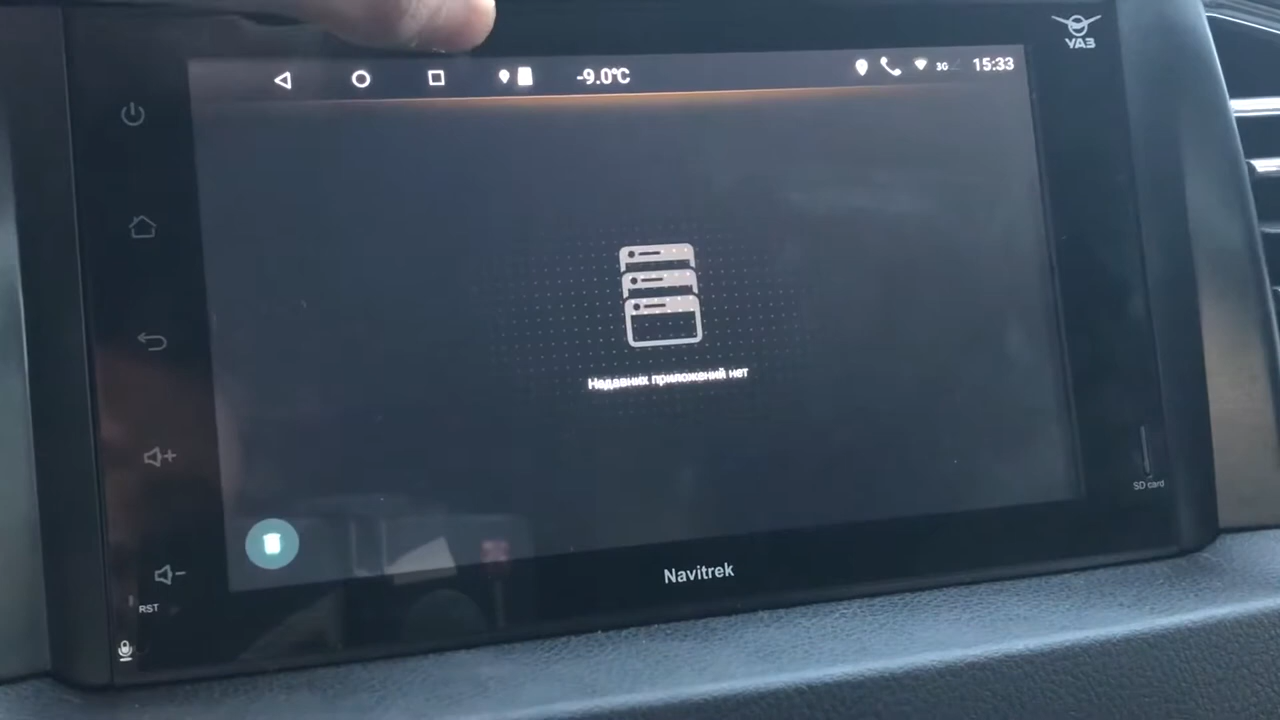 УАЗ
-9.0°C
3G
15:33
Недавних приложений нет
SD card
Navitrek
RST